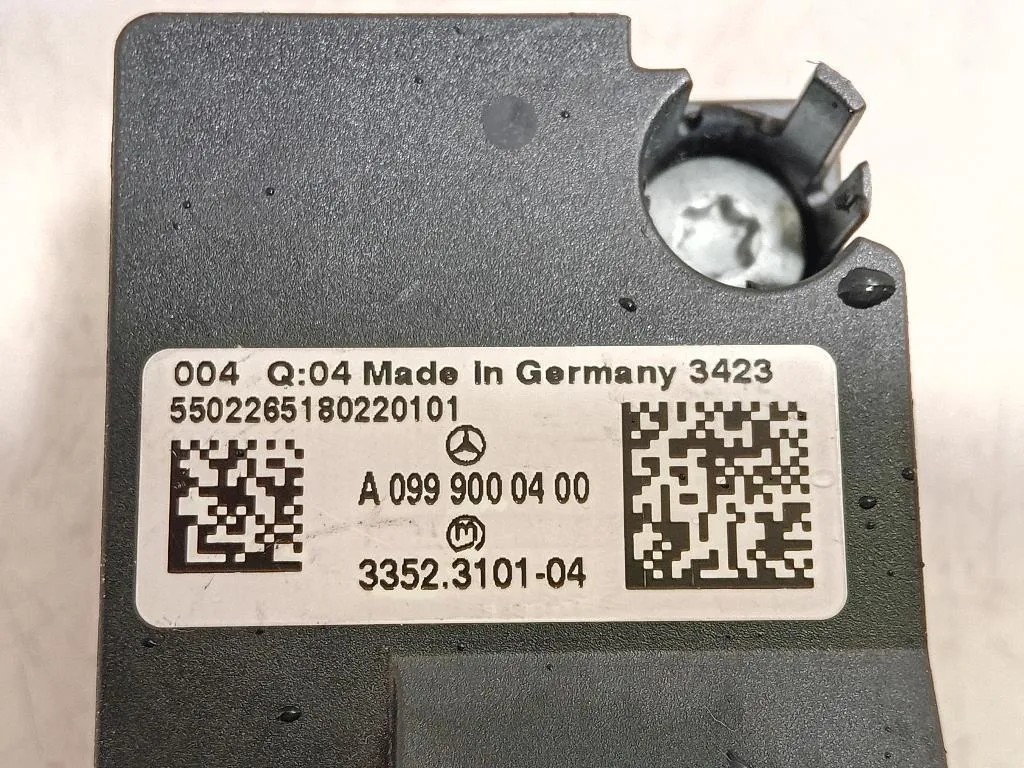 004 Q:04 Made In Germany 3423
5502265180220101
A 099 900 04 00
M
3352.3101-04